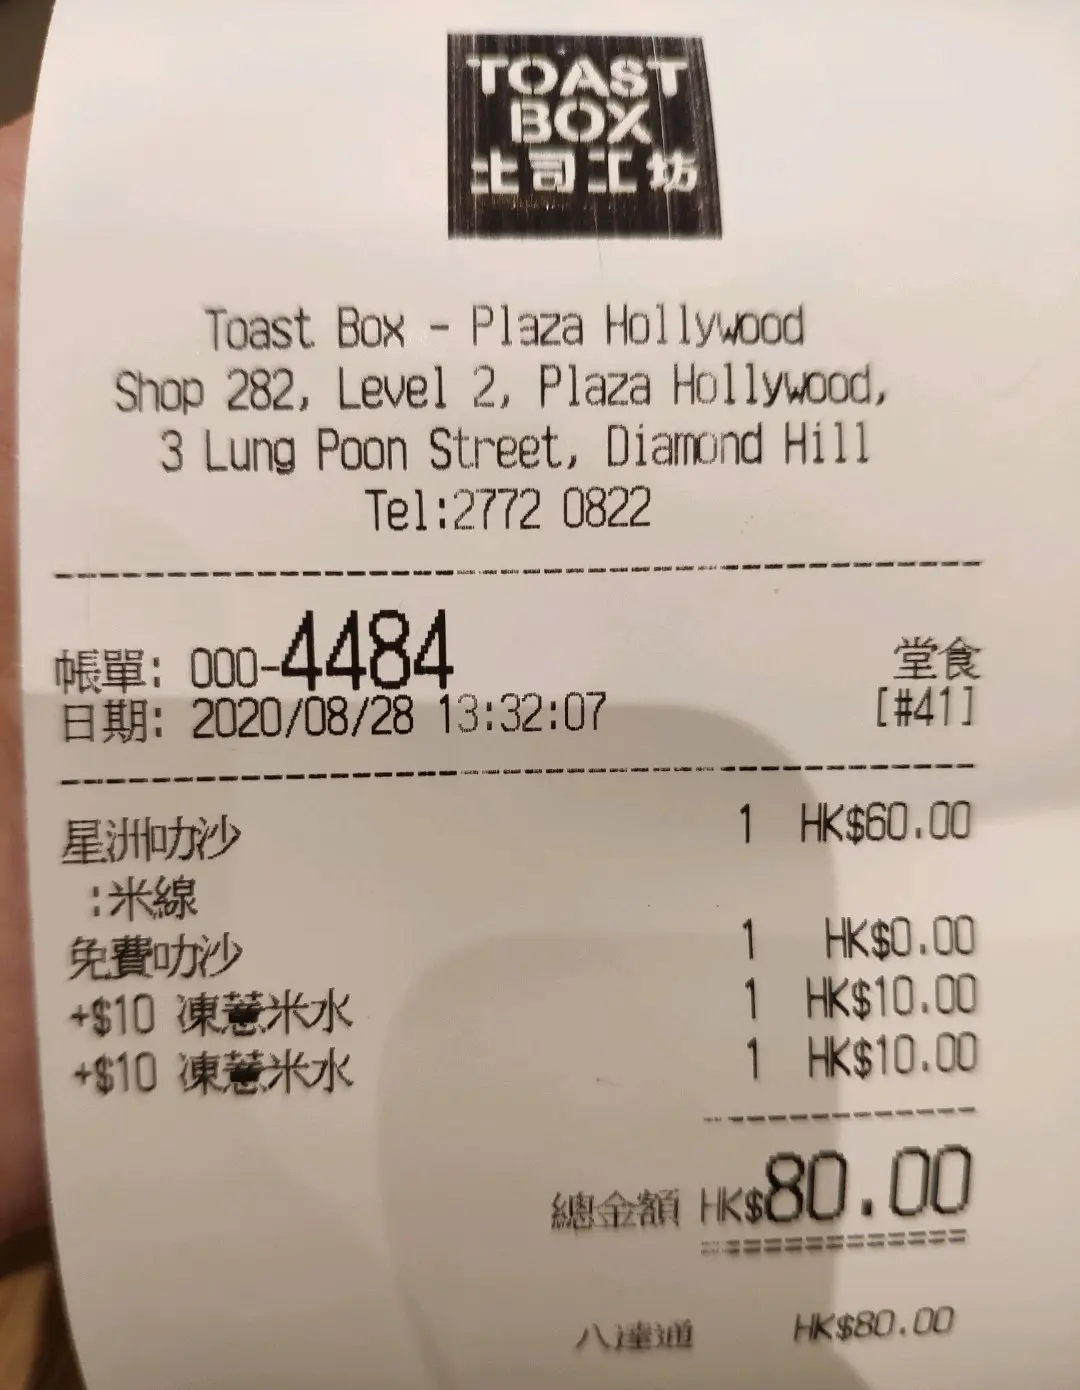 TOAST
BOX
土司工坊
Toast Box - Plaza Hollywood
Shop 282, Level 2, Plaza Hollywood,
3 Lung Poon Street, Diamond Hill
Tel:2772 0822
帳單: 000-4484 堂食
日期: 2020/08/28 13:32:07 [#41]
星洲叻沙 1 HK$60.00
:米線
免費叻沙 1 HK$0.00
+$10 凍薏米水 1 HK$10.00
+$10 凍薏米水 1 HK$10.00
總金額 HK$80.00
八達通 HK$80.00